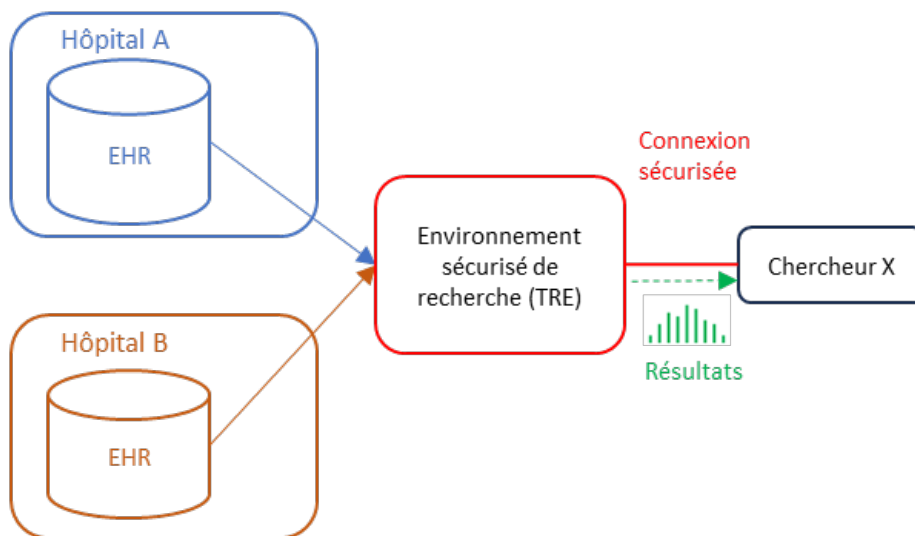 Hôpital A
EHR
Connexion
sécurisée
Environnement
sécurisé de
recherche (TRE)
Chercheur X
Hôpital B
Résultats
EHR